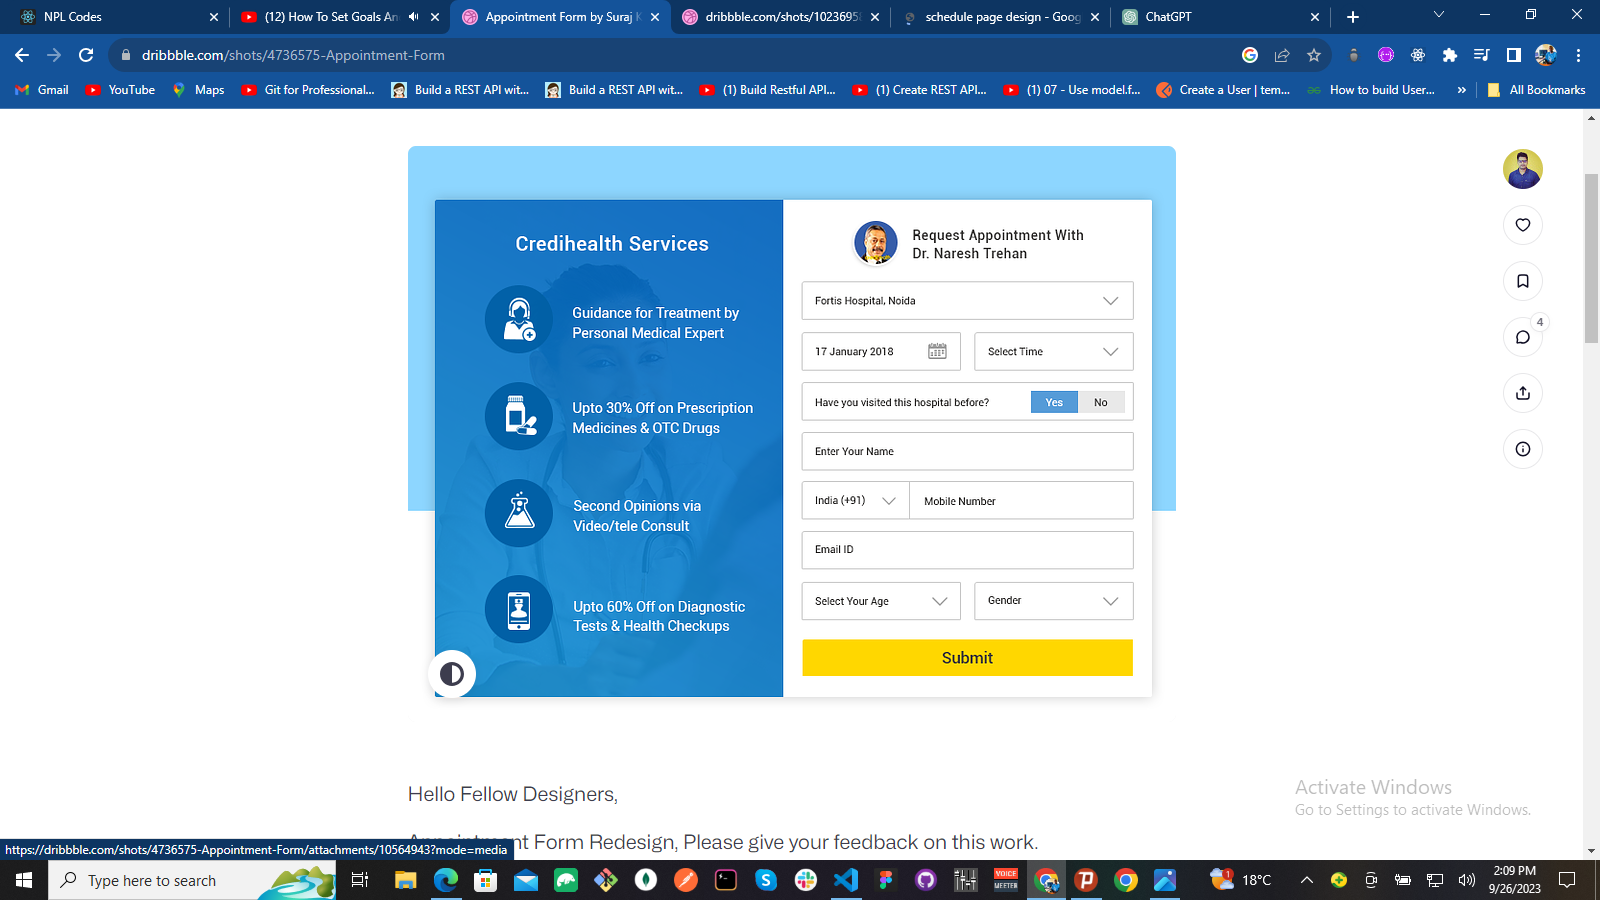 NPL Codes
(12) How To Set Goals An
Appointment Form by Suraj K
dribbble.com/shots/1023695
schedule page design - Goog
ChatGPT
dribbble.com/shots/4736575-Appointment-Form
Gmail
YouTube
Maps
Git for Professional...
Build a REST API wit...
Build a REST API wit...
(1) Build Restful API...
(1) Create REST API...
(1) 07 - Use model.f...
Create a User | tem...
How to build User...
»
All Bookmarks
Credihealth Services
Guidance for Treatment by
Personal Medical Expert
Upto 30% Off on Prescription
Medicines & OTC Drugs
Second Opinions via
Video/tele Consult
Upto 60% Off on Diagnostic
Tests & Health Checkups
Request Appointment With
Dr. Naresh Trehan
Fortis Hospital, Noida
17 January 2018
Select Time
Have you visited this hospital before?
Yes
No
Enter Your Name
India (+91)
Mobile Number
Email ID
Select Your Age
Gender
Submit
4
Hello Fellow Designers,
Appointment Form Redesign, Please give your feedback on this work.
Activate Windows
Go to Settings to activate Windows.
https://dribbble.com/shots/4736575-Appointment-Form/attachments/10564943?mode=media
Type here to search
VOICE
MEETER
1
18°C
2:09 PM
9/26/2023